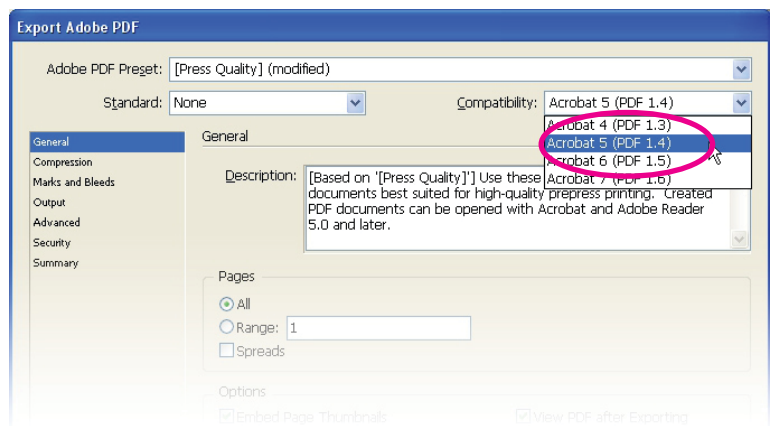 Export Adobe PDF
Adobe PDF Preset: [Press Quality] (modified)
Standard: None Compatibility: Acrobat 5 (PDF 1.4)
Acrobat 4 (PDF 1.3)
Acrobat 5 (PDF 1.4)
Acrobat 6 (PDF 1.5)
Acrobat 7 (PDF 1.6)
General
Compression
Marks and Bleeds
Output
Advanced
Security
Summary
General
Description: [Based on '[Press Quality]'] Use these
documents best suited for high-quality prepress printing. Created
PDF documents can be opened with Acrobat and Adobe Reader
5.0 and later.
Pages
All
Range: 1
Spreads
Options
Embed Page Thumbnails View PDF after Exporting